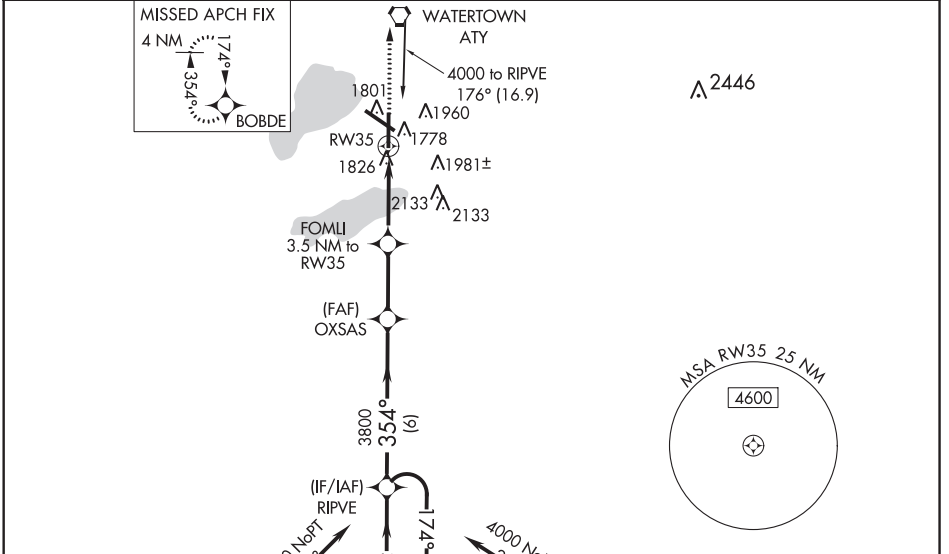 MISSED APCH FIX
4 NM
174°
354°
BOBDE
WATERTOWN
ATY
4000 to RIPVE
176° (16.9)
2446
1801
1960
1778
RW35
1826
1981±
2133
2133
FOMLI
3.5 NM to
RW35
(FAF)
OXSAS
MSA RW35 25 NM
4600
3800
354°
(6)
(IF/IAF)
RIPVE
174°
NoPT
4000